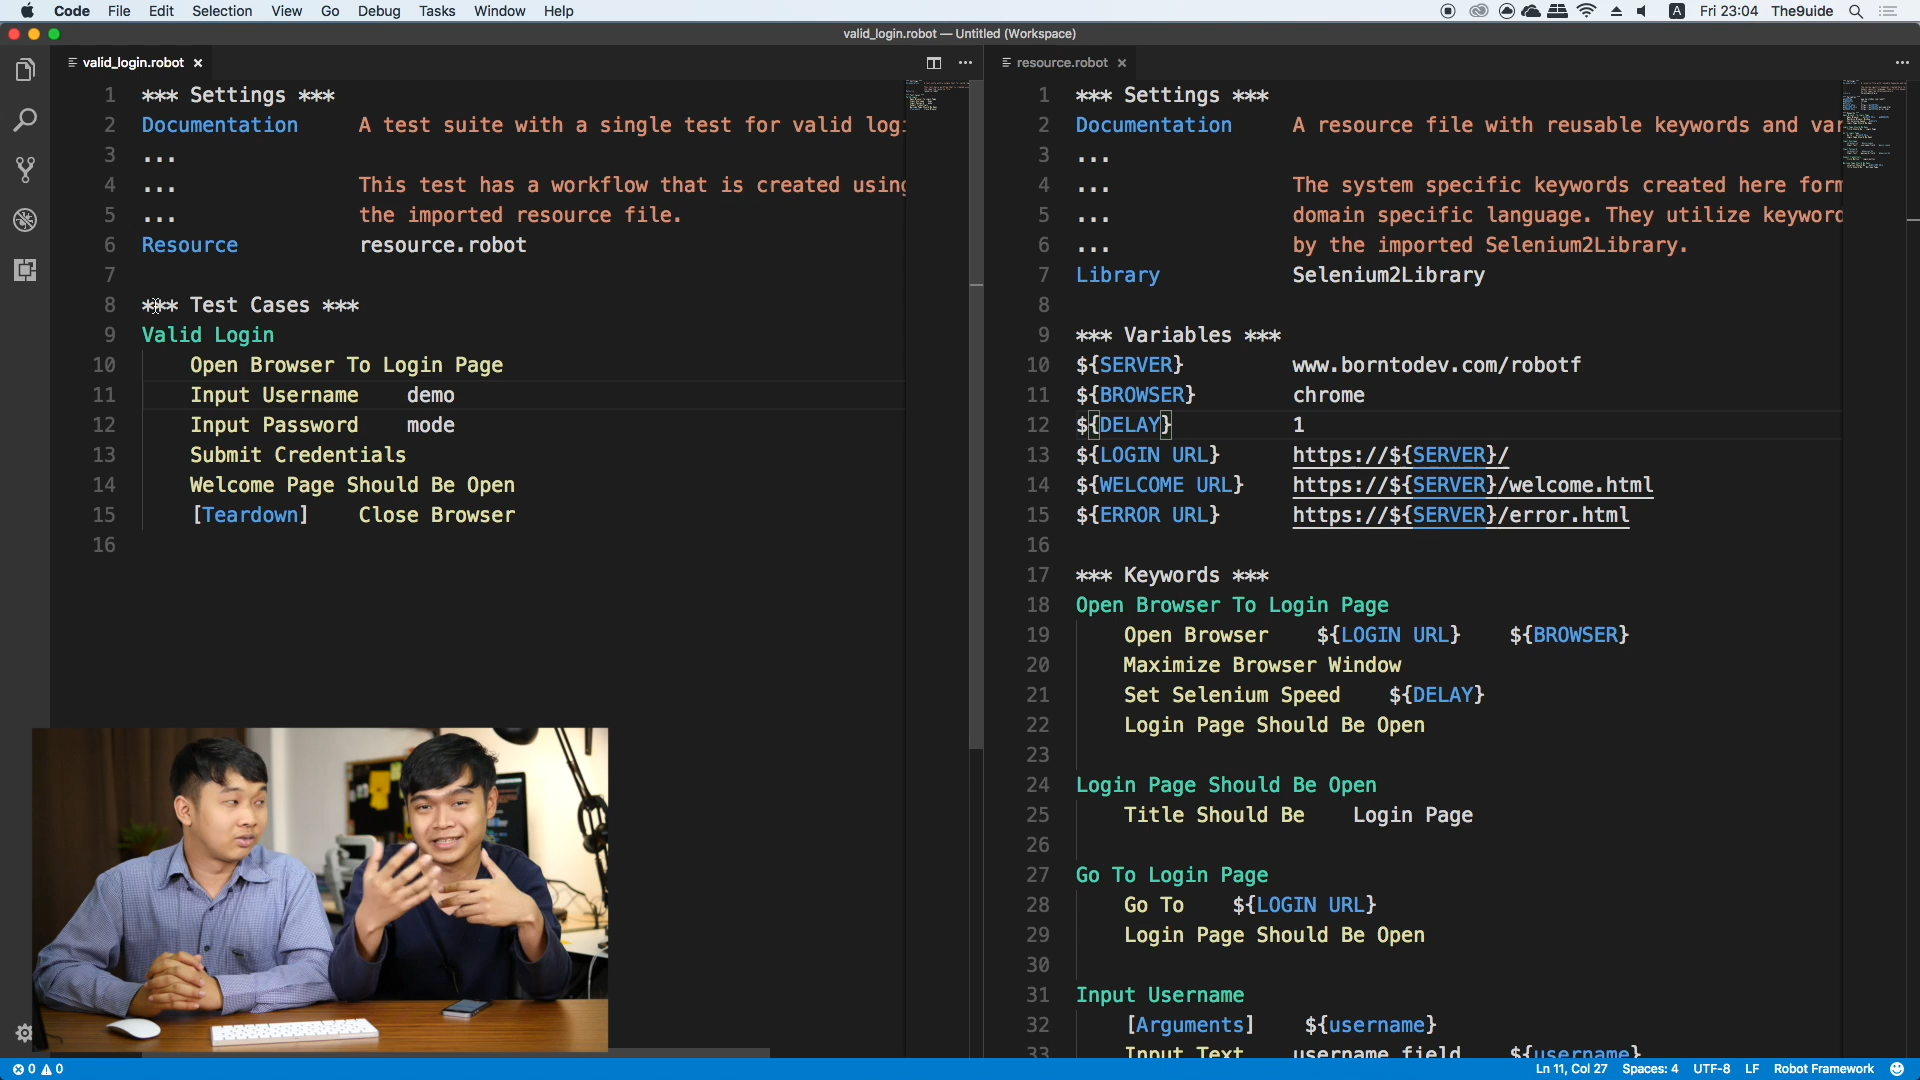 Code File Edit Selection View Go Debug Tasks Window Help
A Fri 23:04 The9uide
valid_login.robot — Untitled (Workspace)
valid_login.robot
1 *** Settings ***
2 Documentation A test suite with a single test for valid logi
3 ...
4 ... This test has a workflow that is created using
5 ... the imported resource file.
6 Resource resource.robot
7
8 *** Test Cases ***
9 Valid Login
10 Open Browser To Login Page
11 Input Username demo
12 Input Password mode
13 Submit Credentials
14 Welcome Page Should Be Open
15 [Teardown] Close Browser
16
resource.robot
1 *** Settings ***
2 Documentation A resource file with reusable keywords and var
3 ...
4 ... The system specific keywords created here form
5 ... domain specific language. They utilize keyword
6 ... by the imported Selenium2Library.
7 Library Selenium2Library
8
9 *** Variables ***
10 ${SERVER} www.borntodev.com/robotf
11 ${BROWSER} chrome
12 ${DELAY} 1
13 ${LOGIN URL} https://${SERVER}/
14 ${WELCOME URL} https://${SERVER}/welcome.html
15 ${ERROR URL} https://${SERVER}/error.html
16
17 *** Keywords ***
18 Open Browser To Login Page
19 Open Browser ${LOGIN URL} ${BROWSER}
20 Maximize Browser Window
21 Set Selenium Speed ${DELAY}
22 Login Page Should Be Open
23
24 Login Page Should Be Open
25 Title Should Be Login Page
26
27 Go To Login Page
28 Go To ${LOGIN URL}
29 Login Page Should Be Open
30
31 Input Username
32 [Arguments] ${username}
33 Input Text username_field ${username}
0 0
Ln 11, Col 27 Spaces: 4 UTF-8 LF Robot Framework